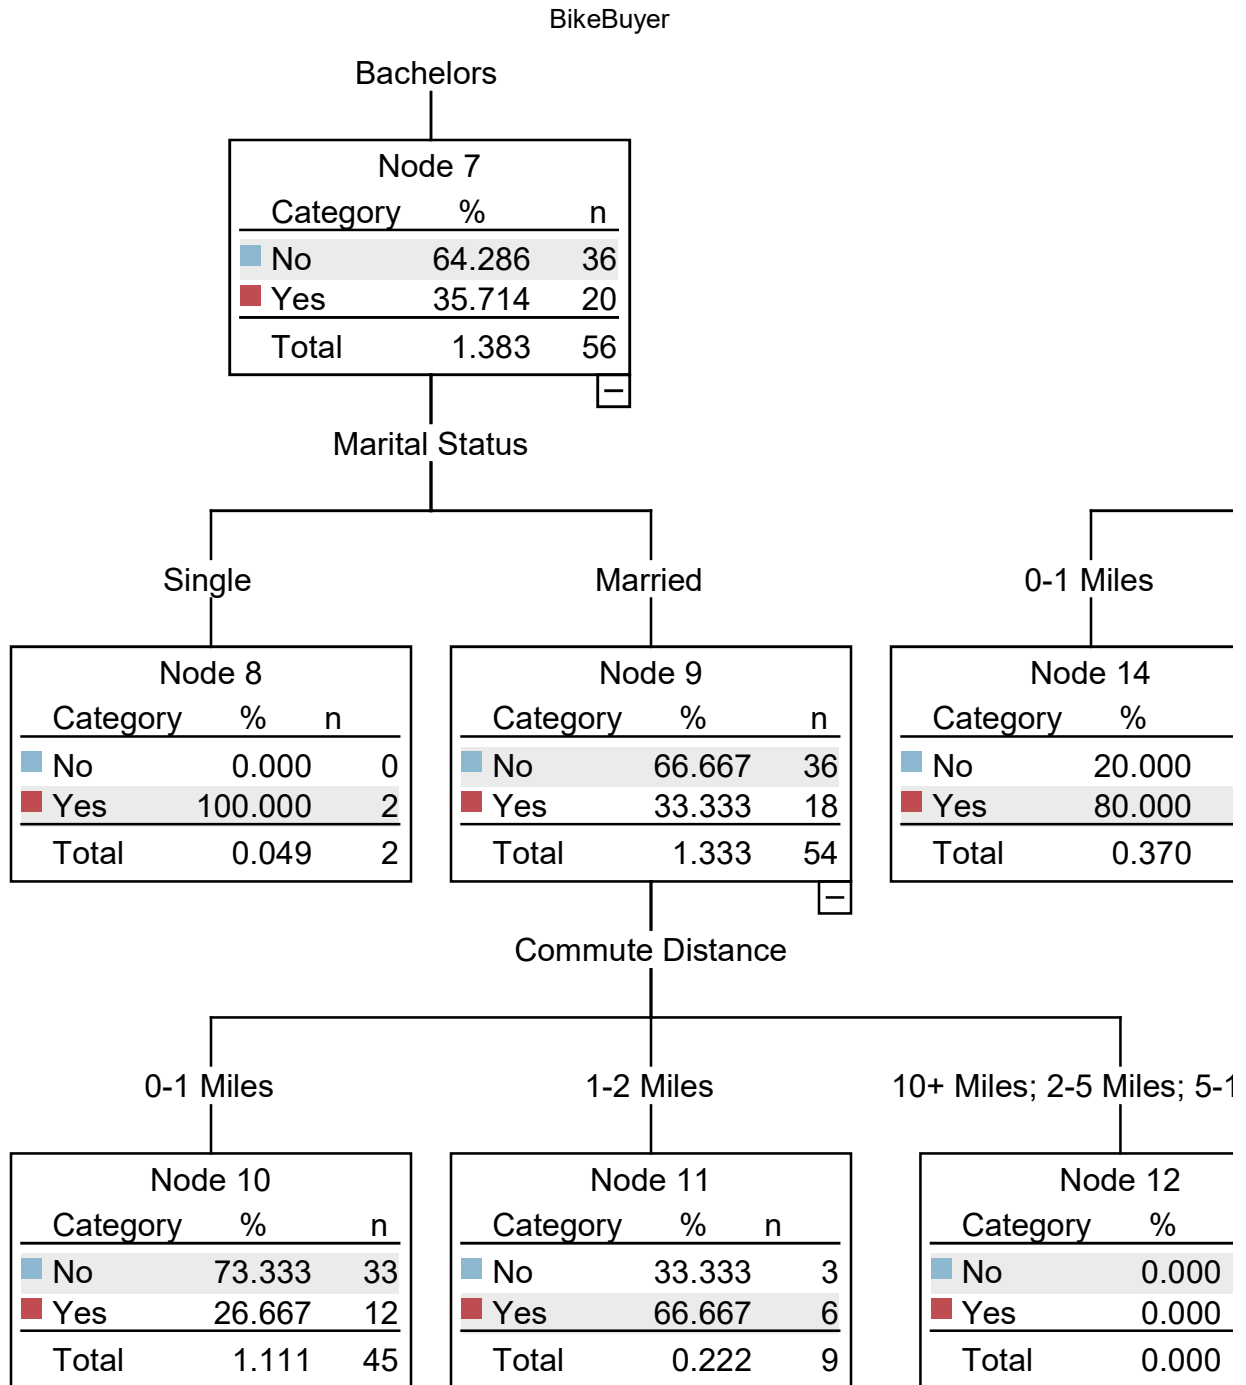 BikeBuyer
Bachelors
Node 7
Category % n
No 64.286 36
Yes 35.714 20
Total 1.383 56
Marital Status
Single
Married
0-1 Miles
Node 8
Category % n
No 0.000 0
Yes 100.000 2
Total 0.049 2
Node 9
Category % n
No 66.667 36
Yes 33.333 18
Total 1.333 54
Node 14
Category %
No 20.000
Yes 80.000
Total 0.370
Commute Distance
0-1 Miles
1-2 Miles
10+ Miles; 2-5 Miles; 5-1
Node 10
Category % n
No 73.333 33
Yes 26.667 12
Total 1.111 45
Node 11
Category % n
No 33.333 3
Yes 66.667 6
Total 0.222 9
Node 12
Category %
No 0.000
Yes 0.000
Total 0.000